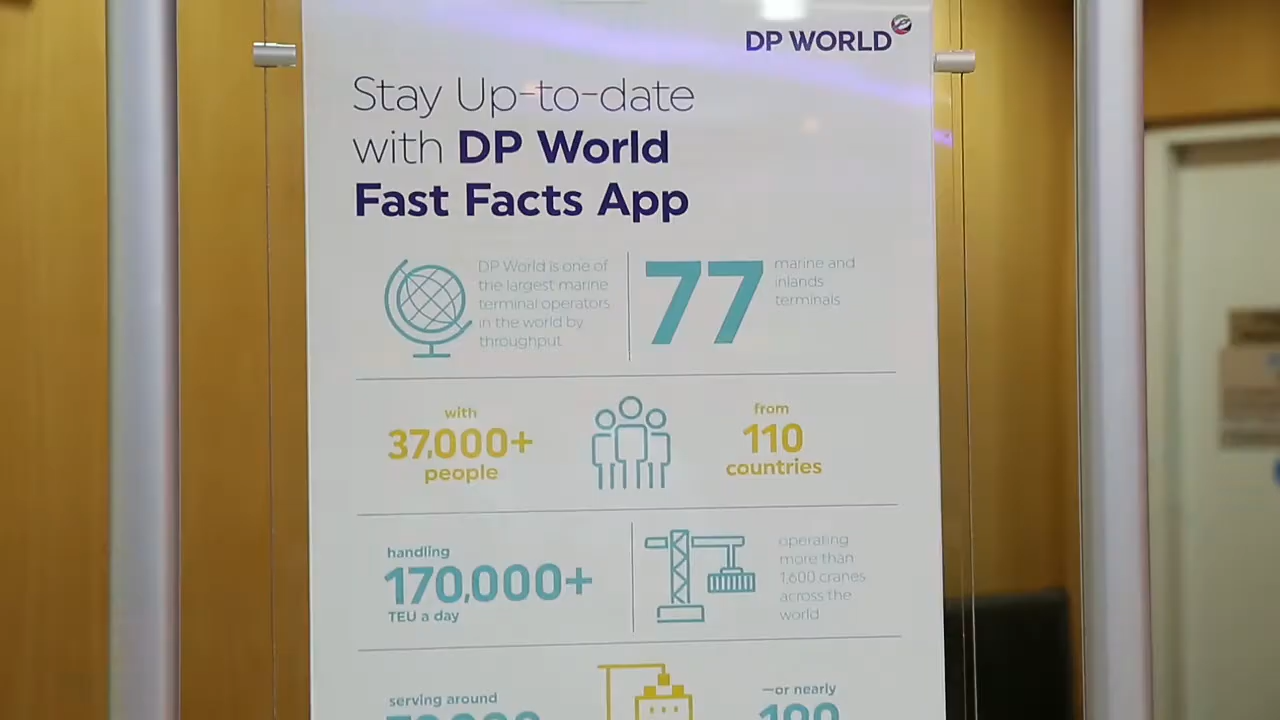 DP WORLD
Stay Up-to-date
with DP World
Fast Facts App
DP World is one of
the largest marine
terminal operators
in the world by
throughput
77
marine and
inlands
terminals
with
37,000+
people
from
110
countries
handling
170,000+
TEU a day
operating
more than
1,600 cranes
across the
world
serving around
—or nearly